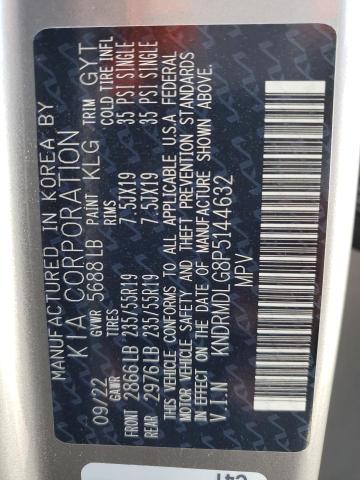 MANUFACTURED IN KOREA BY
KIA CORPORATION
09/22 GVWR 5688 LB PAINT KLG TRIM GYT
GAWR TIRES RIMS COLD TIRE INFL
FRONT 2866 LB 235/55R19 7.5JX19 35 PSI SINGLE
REAR 2976 LB 235/55R19 7.5JX19 35 PSI SINGLE
THIS VEHICLE CONFORMS TO ALL APPLICABLE U.S.A FEDERAL
MOTOR VEHICLE SAFETY AND THEFT PREVENTION STANDARDS
IN EFFECT ON THE DATE OF MANUFACTURE SHOWN ABOVE
V.I.N KNDRMDLG8P5144632
MPV